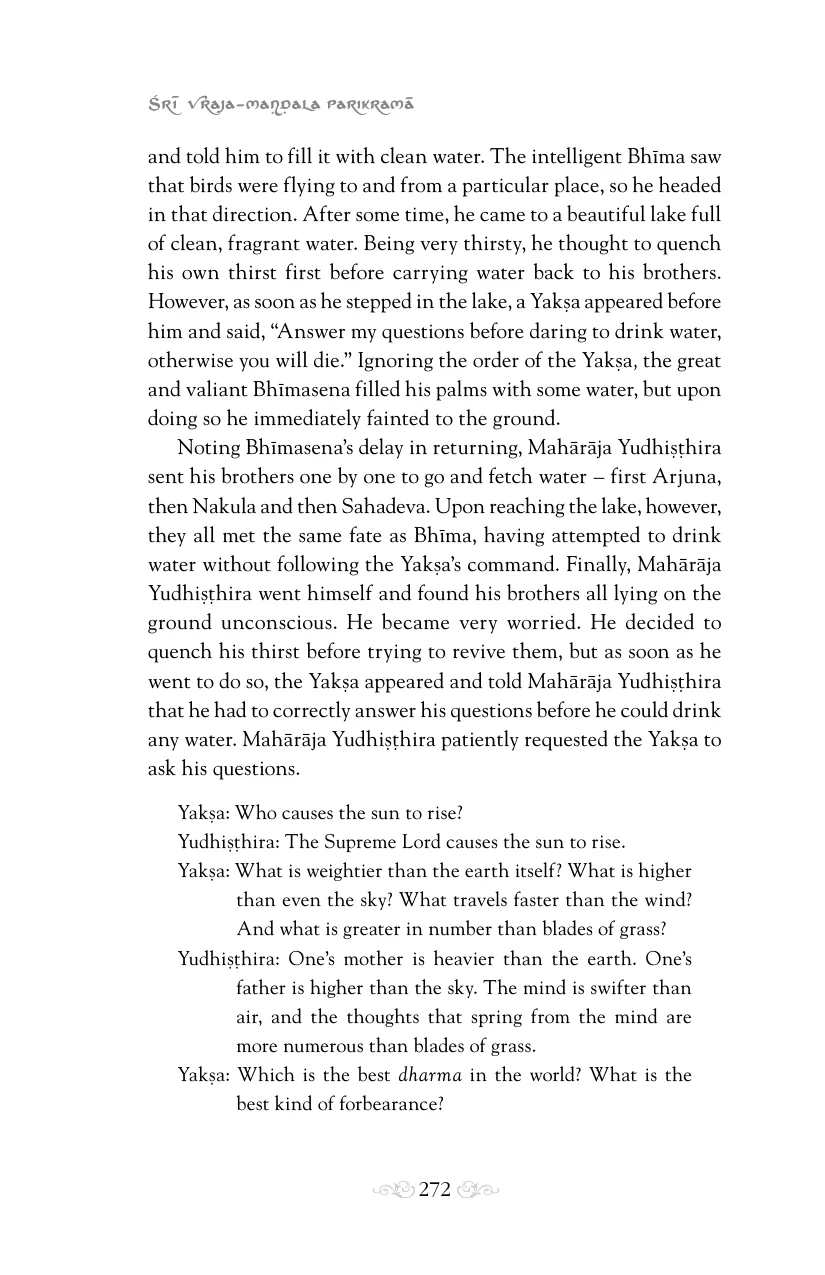 Śrī Vraja-maṇḍala Parikramā
and told him to fill it with clean water. The intelligent Bhīma saw
that birds were flying to and from a particular place, so he headed
in that direction. After some time, he came to a beautiful lake full
of clean, fragrant water. Being very thirsty, he thought to quench
his own thirst first before carrying water back to his brothers.
However, as soon as he stepped in the lake, a Yakṣa appeared before
him and said, “Answer my questions before daring to drink water,
otherwise you will die.” Ignoring the order of the Yakṣa, the great
and valiant Bhīmasena filled his palms with some water, but upon
doing so he immediately fainted to the ground.
Noting Bhīmasena’s delay in returning, Mahārāja Yudhiṣṭhira
sent his brothers one by one to go and fetch water – first Arjuna,
then Nakula and then Sahadeva. Upon reaching the lake, however,
they all met the same fate as Bhīma, having attempted to drink
water without following the Yakṣa’s command. Finally, Mahārāja
Yudhiṣṭhira went himself and found his brothers all lying on the
ground unconscious. He became very worried. He decided to
quench his thirst before trying to revive them, but as soon as he
went to do so, the Yakṣa appeared and told Mahārāja Yudhiṣṭhira
that he had to correctly answer his questions before he could drink
any water. Mahārāja Yudhiṣṭhira patiently requested the Yakṣa to
ask his questions.
Yakṣa: Who causes the sun to rise?
Yudhiṣṭhira: The Supreme Lord causes the sun to rise.
Yakṣa: What is weightier than the earth itself? What is higher
than even the sky? What travels faster than the wind?
And what is greater in number than blades of grass?
Yudhiṣṭhira: One’s mother is heavier than the earth. One’s
father is higher than the sky. The mind is swifter than
air, and the thoughts that spring from the mind are
more numerous than blades of grass.
Yakṣa: Which is the best dharma in the world? What is the
best kind of forbearance?
272